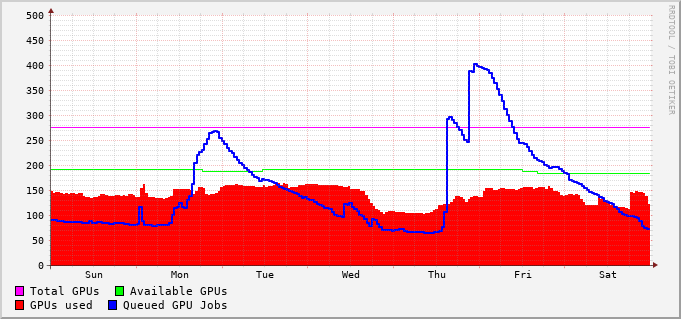 500
450
400
350
300
250
200
150
100
50
0
Sun Mon Tue Wed Thu Fri Sat
Total GPUs Available GPUs
GPUs used Queued GPU Jobs
RRDTOOL / TOBI OETIKER